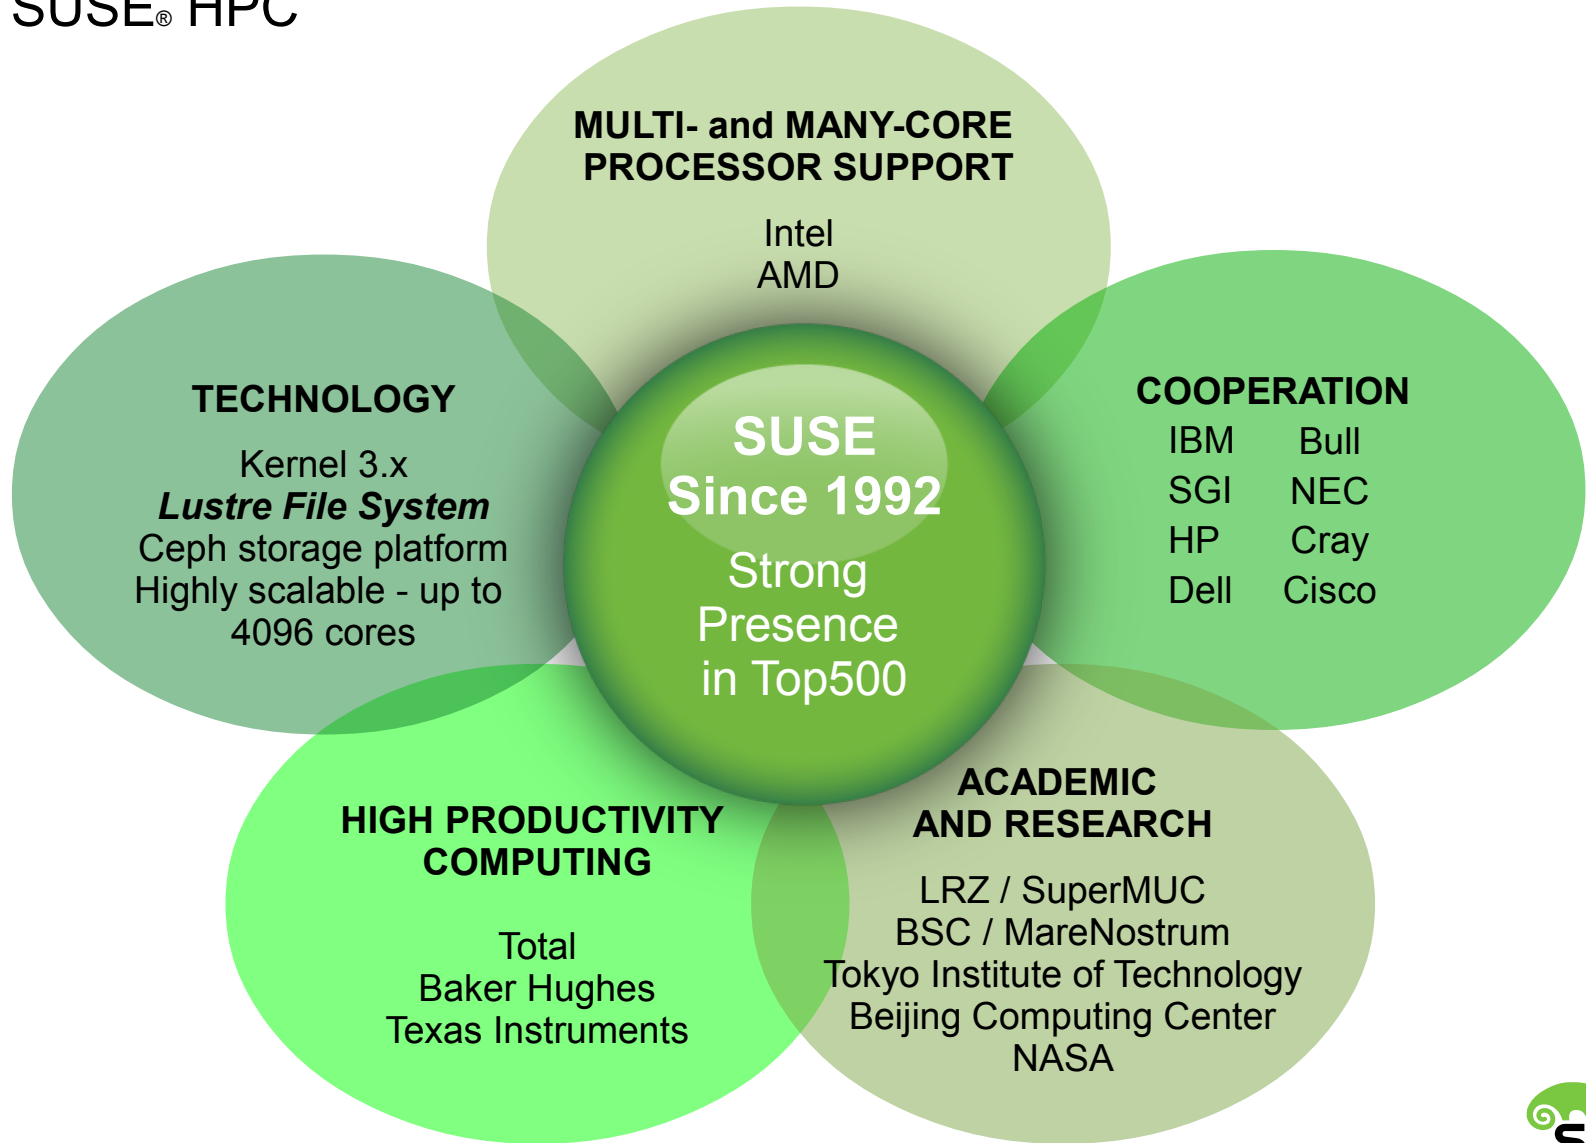 SUSE® HPC
MULTI- and MANY-CORE
PROCESSOR SUPPORT
Intel
AMD
TECHNOLOGY
Kernel 3.x
Lustre File System
Ceph storage platform
Highly scalable - up to
4096 cores
SUSE
Since 1992
Strong
Presence
in Top500
COOPERATION
IBM Bull
SGI NEC
HP Cray
Dell Cisco
HIGH PRODUCTIVITY
COMPUTING
Total
Baker Hughes
Texas Instruments
ACADEMIC
AND RESEARCH
LRZ / SuperMUC
BSC / MareNostrum
Tokyo Institute of Technology
Beijing Computing Center
NASA